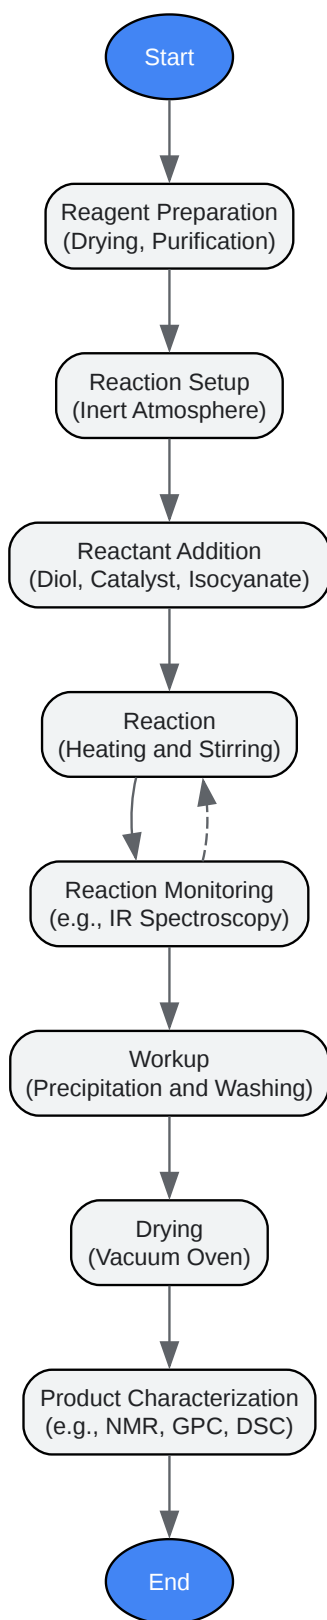 Start
Reagent Preparation
(Drying, Purification)
Reaction Setup
(Inert Atmosphere)
Reactant Addition
(Diol, Catalyst, Isocyanate)
Reaction
(Heating and Stirring)
Reaction Monitoring
(e.g., IR Spectroscopy)
Workup
(Precipitation and Washing)
Drying
(Vacuum Oven)
Product Characterization
(e.g., NMR, GPC, DSC)
End